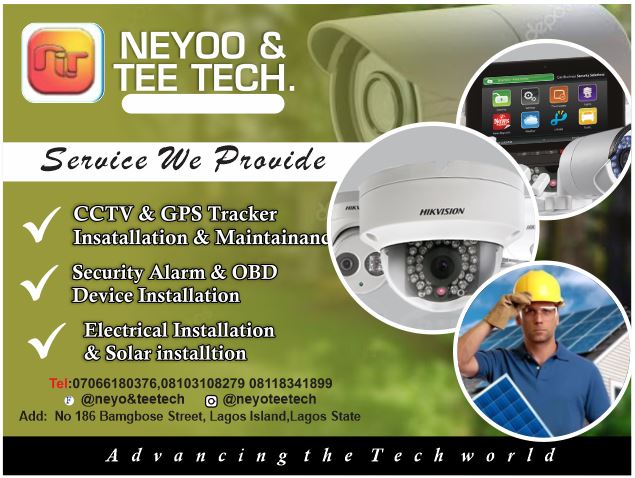 NEYOO &
TEE TECH.
Service We Provide
CCTV & GPS Tracker
Insatallation & Maintainanc
Security Alarm & OBD
Device Installation
Electrical Installation
& Solar installtion
HIKVISION
Tel:07066180376,08103108279 08118341899
@neyo&teetech @neyoteetech
Add: No 186 Bamgbose Street, Lagos Island,Lagos State
Advancing the Tech world